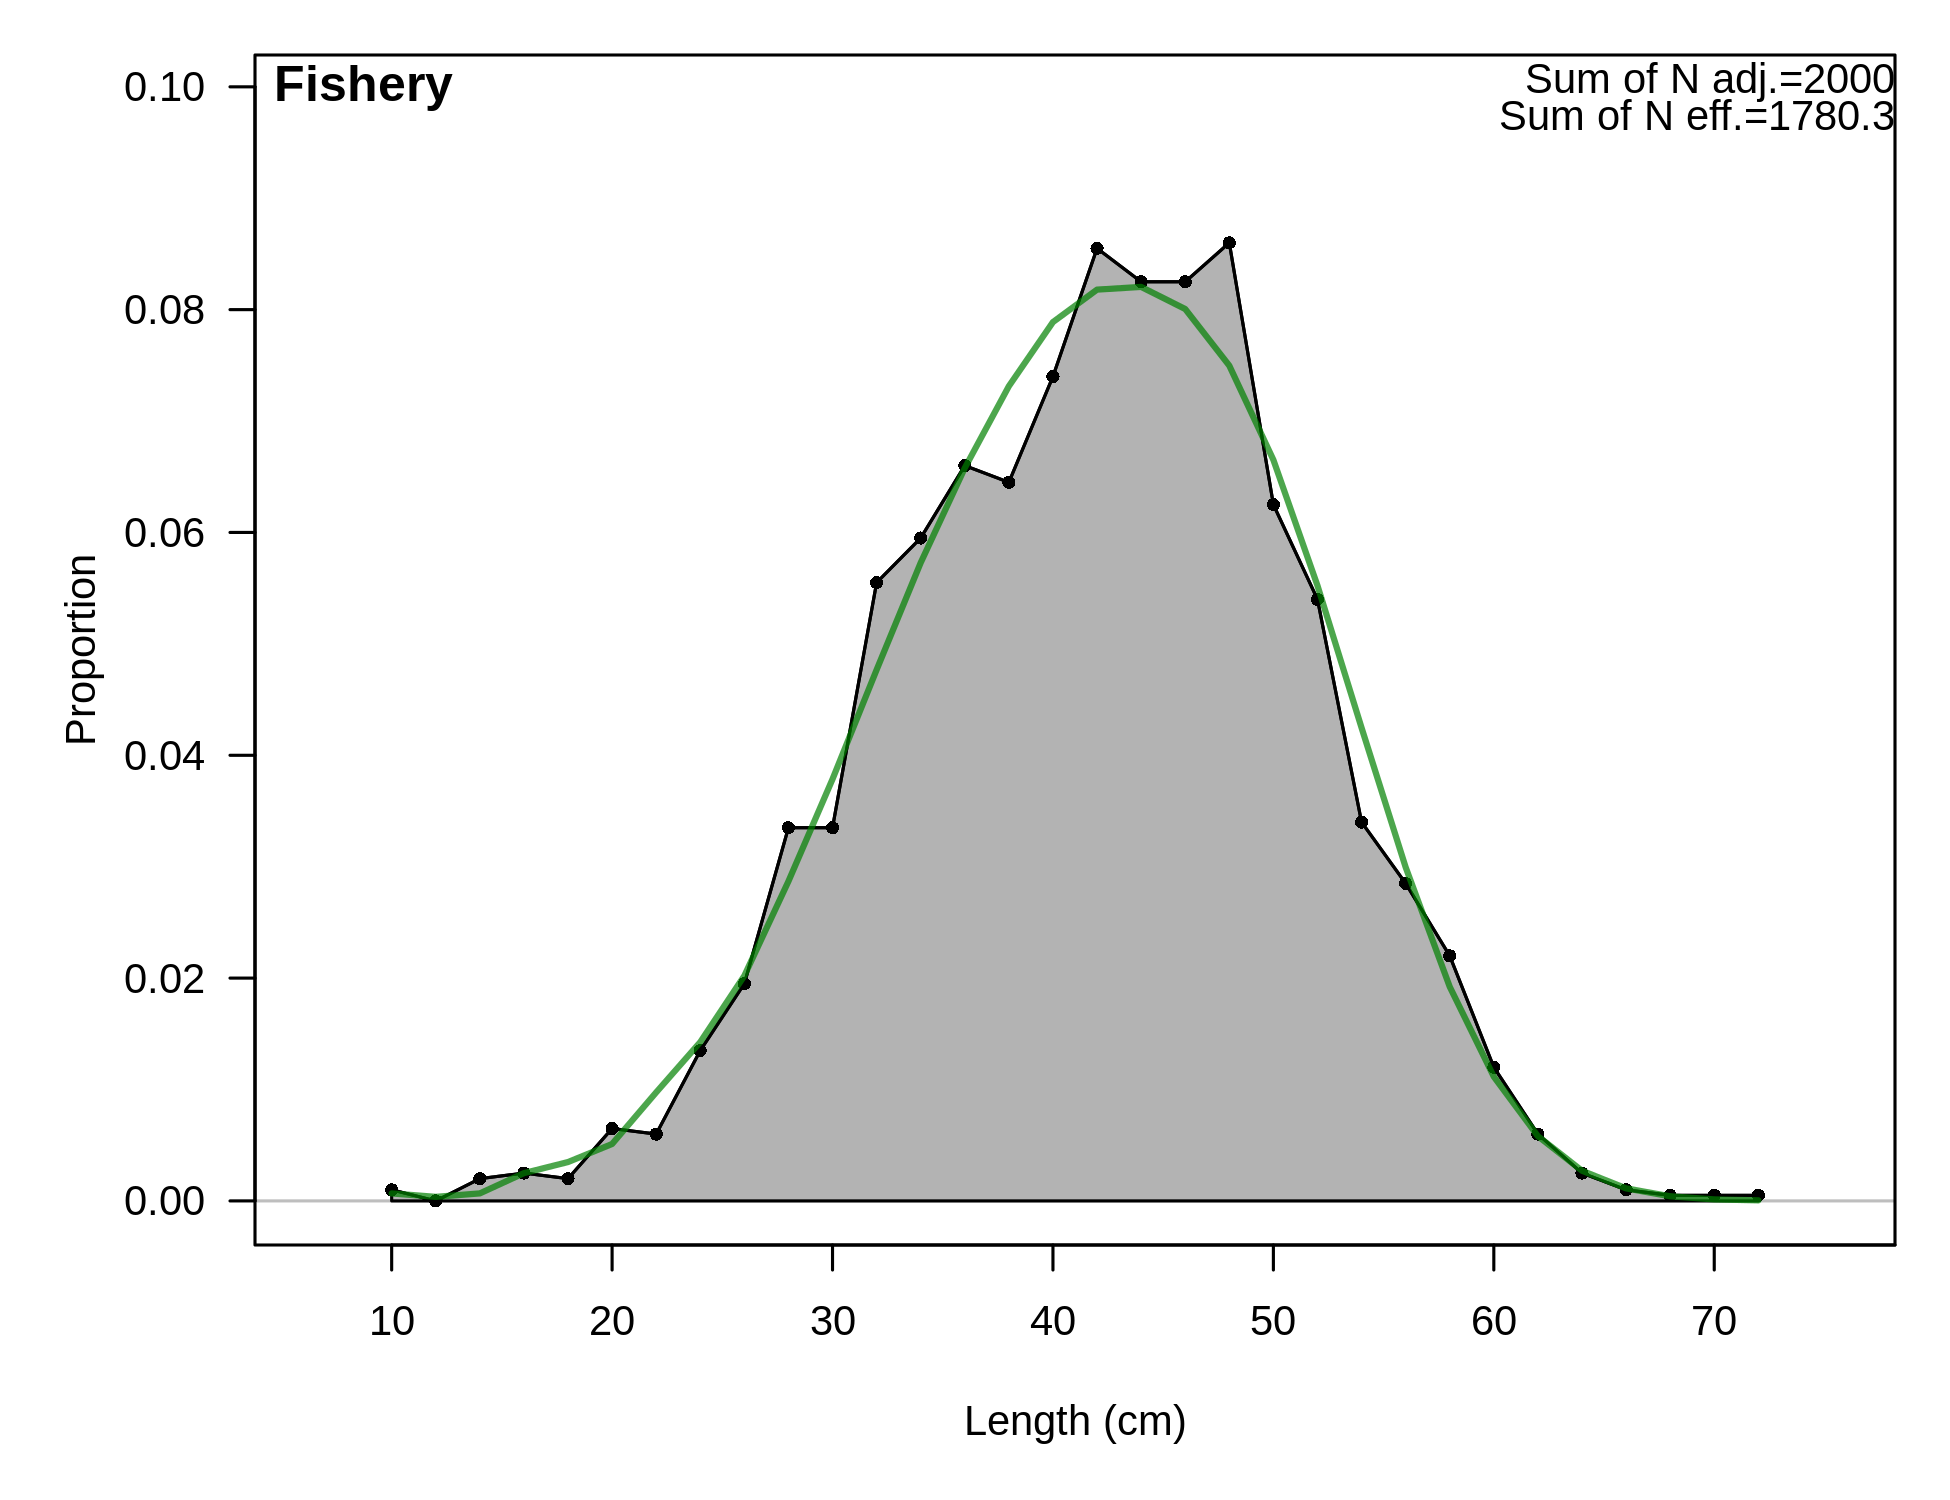 Fishery
Sum of N adj.=2000
Sum of N eff.=1780.3
0.10
0.08
0.06
0.04
0.02
0.00
Proportion
10 20 30 40 50 60 70
Length (cm)